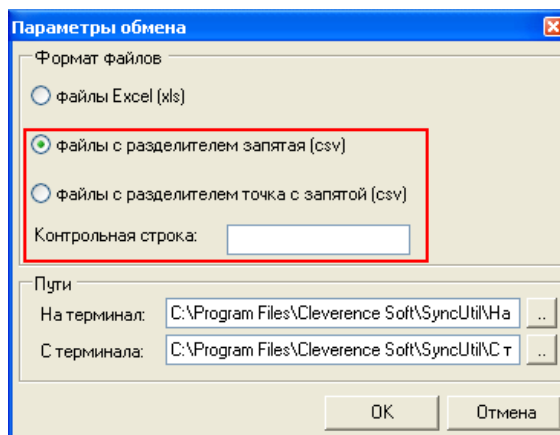 Параметры обмена
Формат файлов
файлы Excel (xls)
файлы с разделителем запятая (csv)
файлы с разделителем точка с запятой (csv)
Контрольная строка:
Пути
На терминал: C:\Program Files\Cleverence Soft\SyncUtil\На ..
С терминала: C:\Program Files\Cleverence Soft\SyncUtil\С т ..
ОК Отмена